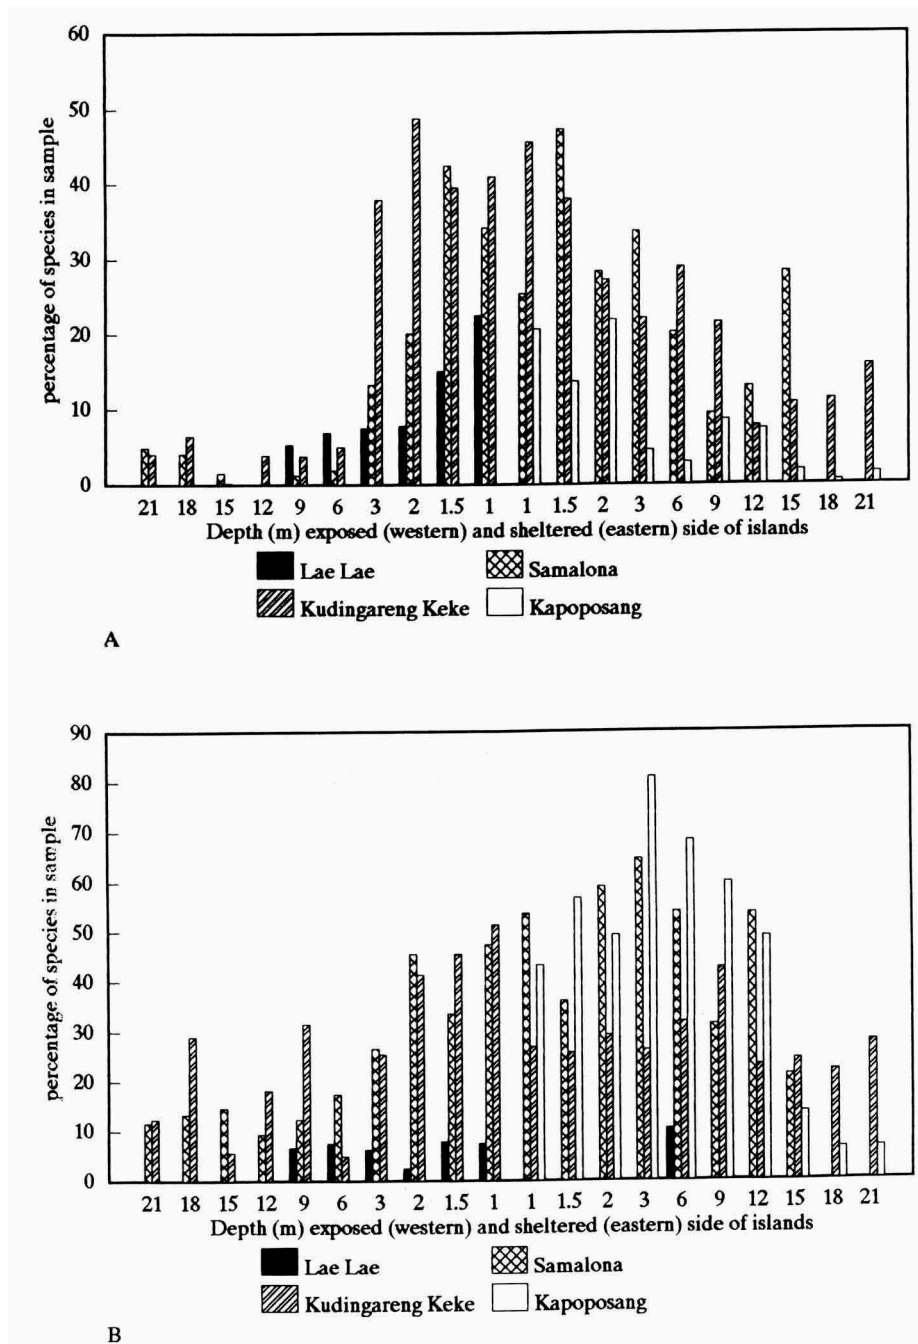 60
50
40
30
20
10
0
percentage of species in sample
21 18 15 12 9 6 3 2 1.5 1 1 1.5 2 3 6 9 12 15 18 21
Depth (m) exposed (western) and sheltered (eastern) side of islands
Lae Lae Samalona
Kudingareng Keke Kapoposang
A
90
80
70
60
50
40
30
20
10
0
percentage of species in sample
21 18 15 12 9 6 3 2 1.5 1 1 1.5 2 3 6 9 12 15 18 21
Depth (m) exposed (western) and sheltered (eastern) side of islands
Lae Lae Samalona
Kudingareng Keke Kapoposang
B